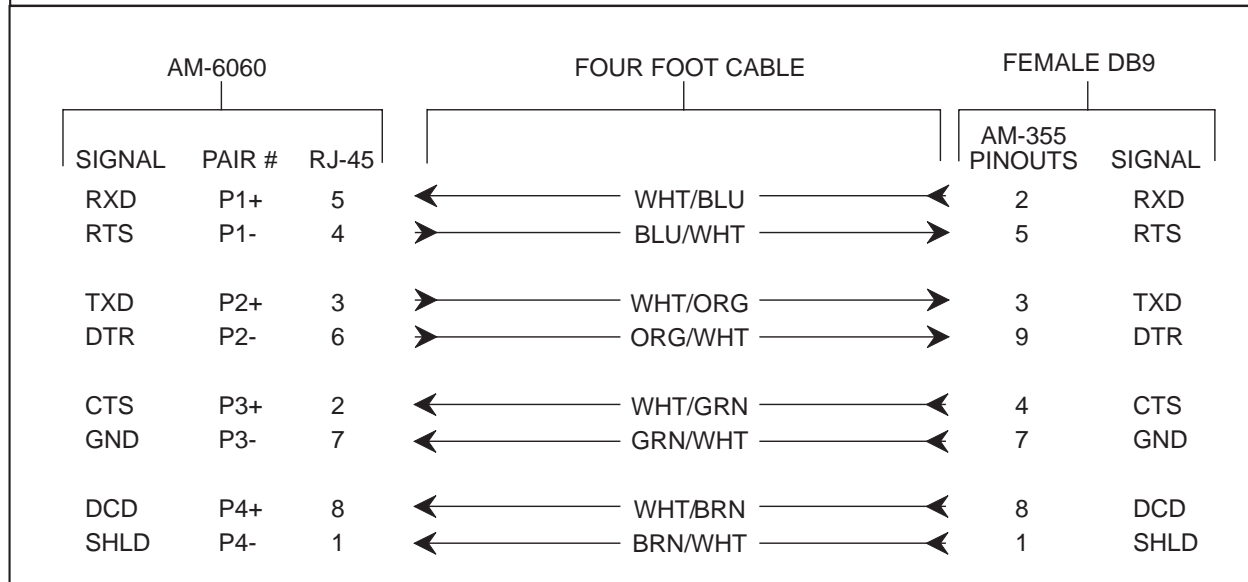 AM-6060 FOUR FOOT CABLE FEMALE DB9
SIGNAL PAIR # RJ-45 AM-355 PINOUTS SIGNAL
RXD P1+ 5 WHT/BLU 2 RXD
RTS P1- 4 BLU/WHT 5 RTS
TXD P2+ 3 WHT/ORG 3 TXD
DTR P2- 6 ORG/WHT 9 DTR
CTS P3+ 2 WHT/GRN 4 CTS
GND P3- 7 GRN/WHT 7 GND
DCD P4+ 8 WHT/BRN 8 DCD
SHLD P4- 1 BRN/WHT 1 SHLD